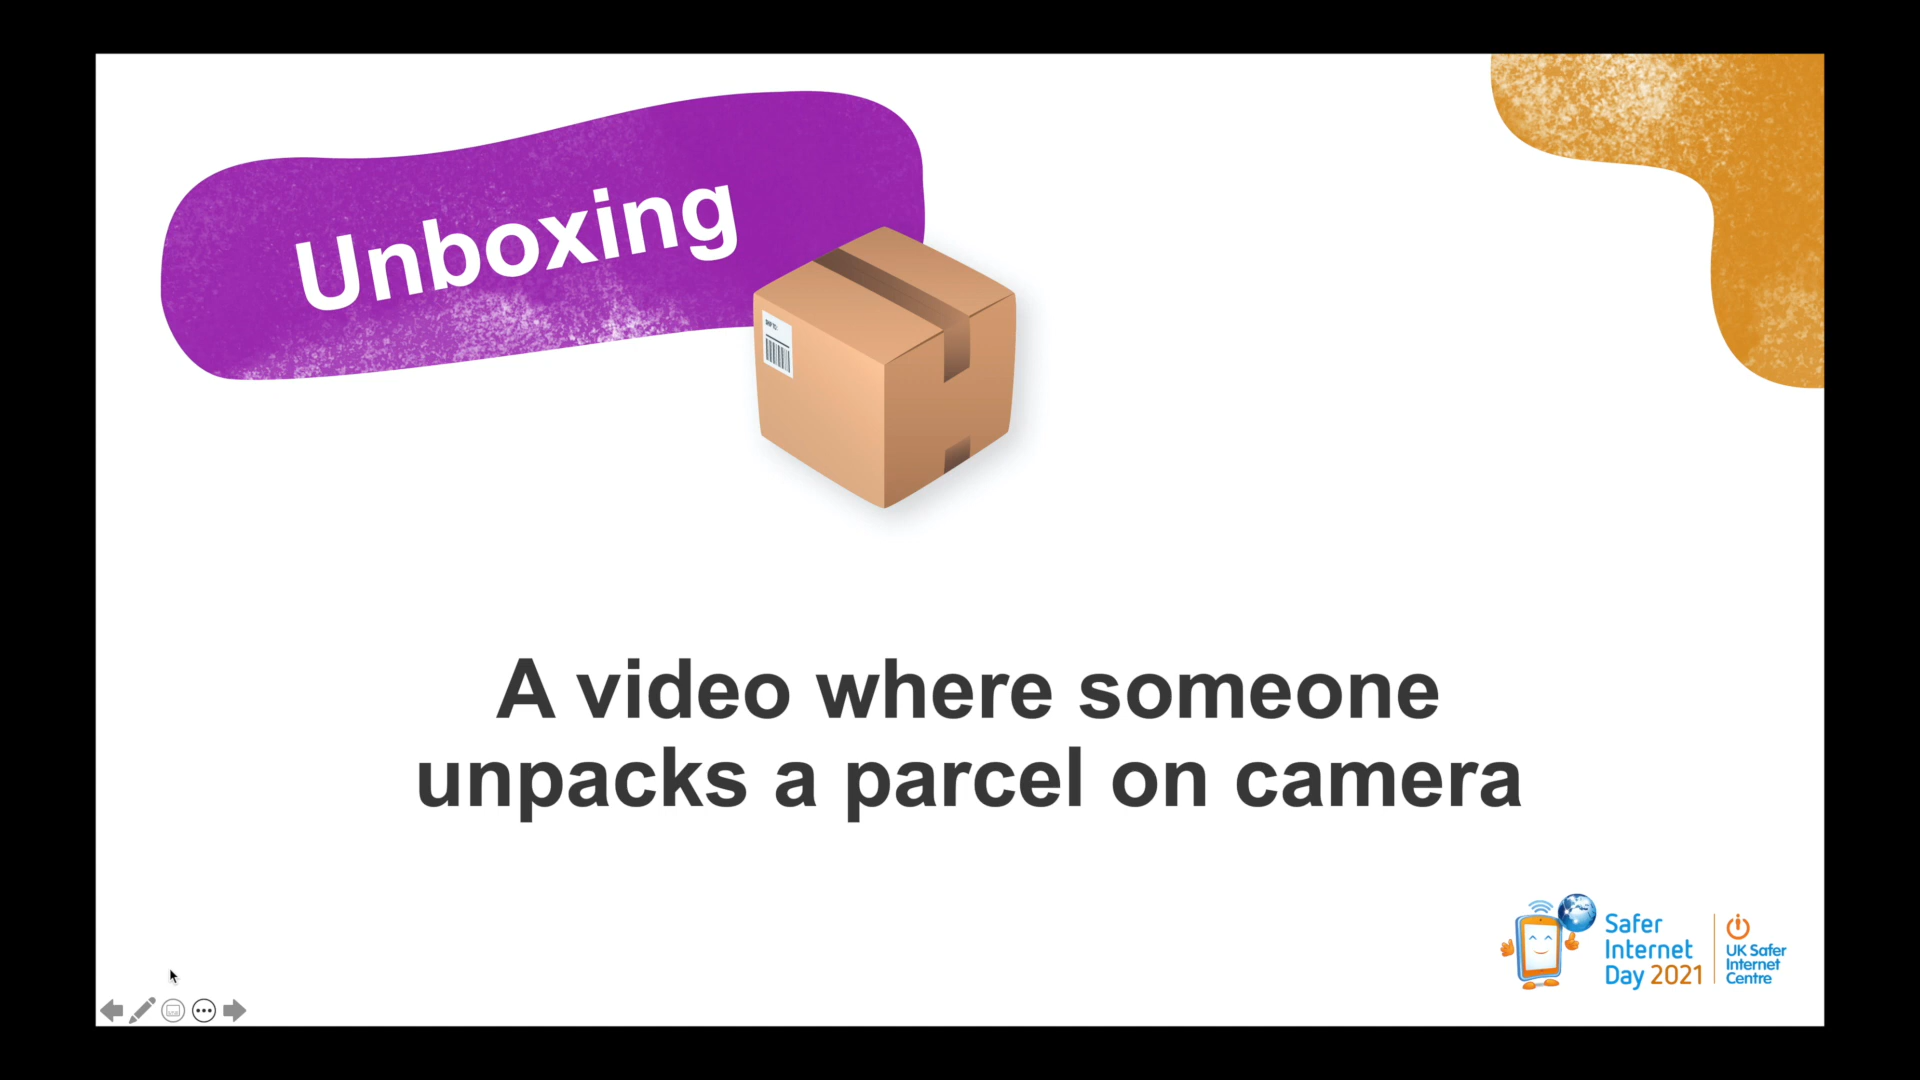 Unboxing
A video where someone
unpacks a parcel on camera
Safer
Internet
Day 2021
UK Safer
Internet
Centre